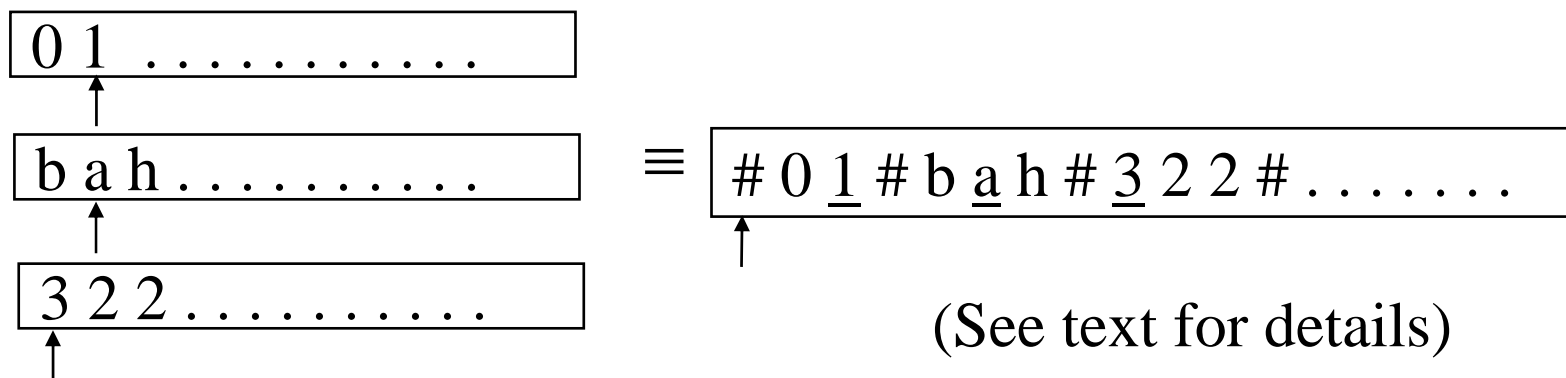 0 1 . . . . . . . . . . .
b a h . . . . . . . . . .
≡ # 0 1 # b a h # 3 2 2 # . . . . . . .
3 2 2 . . . . . . . . . .
(See text for details)